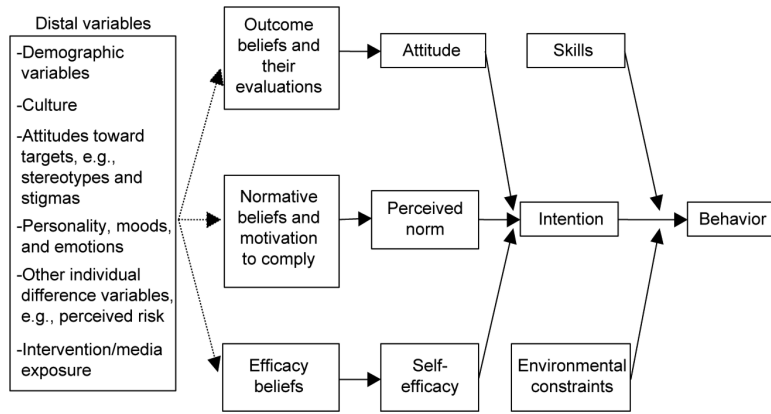 Distal variables
-Demographic
variables
-Culture
-Attitudes toward
targets, e.g.,
stereotypes and
stigmas
-Personality, moods,
and emotions
-Other individual
difference variables,
e.g., perceived risk
-Intervention/media
exposure
Outcome
beliefs and
their
evaluations
Attitude
Skills
Normative
beliefs and
motivation
to comply
Perceived
norm
Intention
Behavior
Efficacy
beliefs
Self-
efficacy
Environmental
constraints